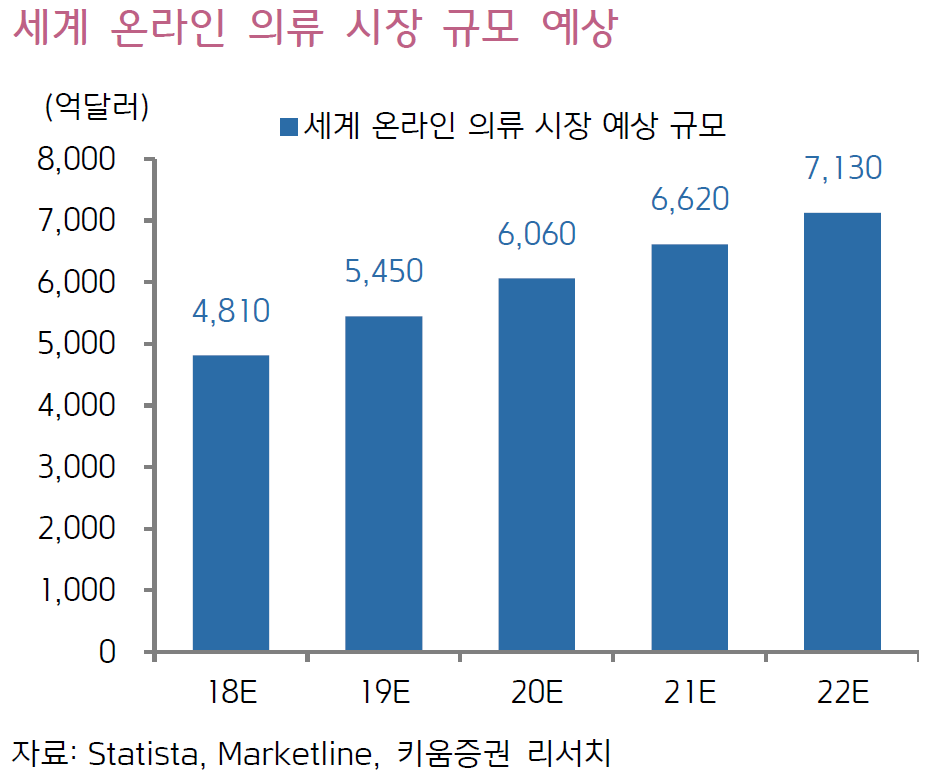 세계 온라인 의류 시장 규모 예상
(억달러)
세계 온라인 의류 시장 예상 규모
8,000
7,000
6,000
5,000
4,000
3,000
2,000
1,000
0
4,810
5,450
6,060
6,620
7,130
18E 19E 20E 21E 22E
자료: Statista, Marketline, 키움증권 리서치